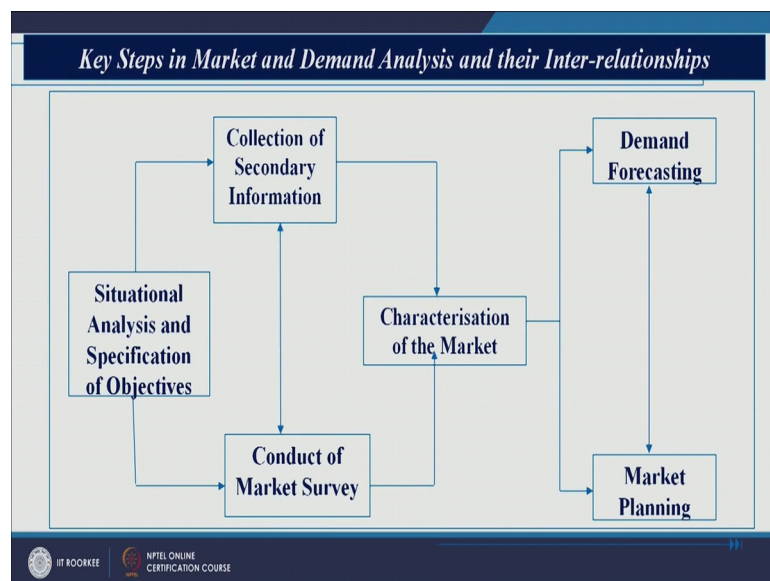 Key Steps in Market and Demand Analysis and their Inter-relationships
Collection of
Secondary
Information
Demand
Forecasting
Situational
Analysis and
Specification
of Objectives
Characterisation
of the Market
Conduct of
Market Survey
Market
Planning
IIT ROORKEE
NPTEL ONLINE
CERTIFICATION COURSE
NPTEL